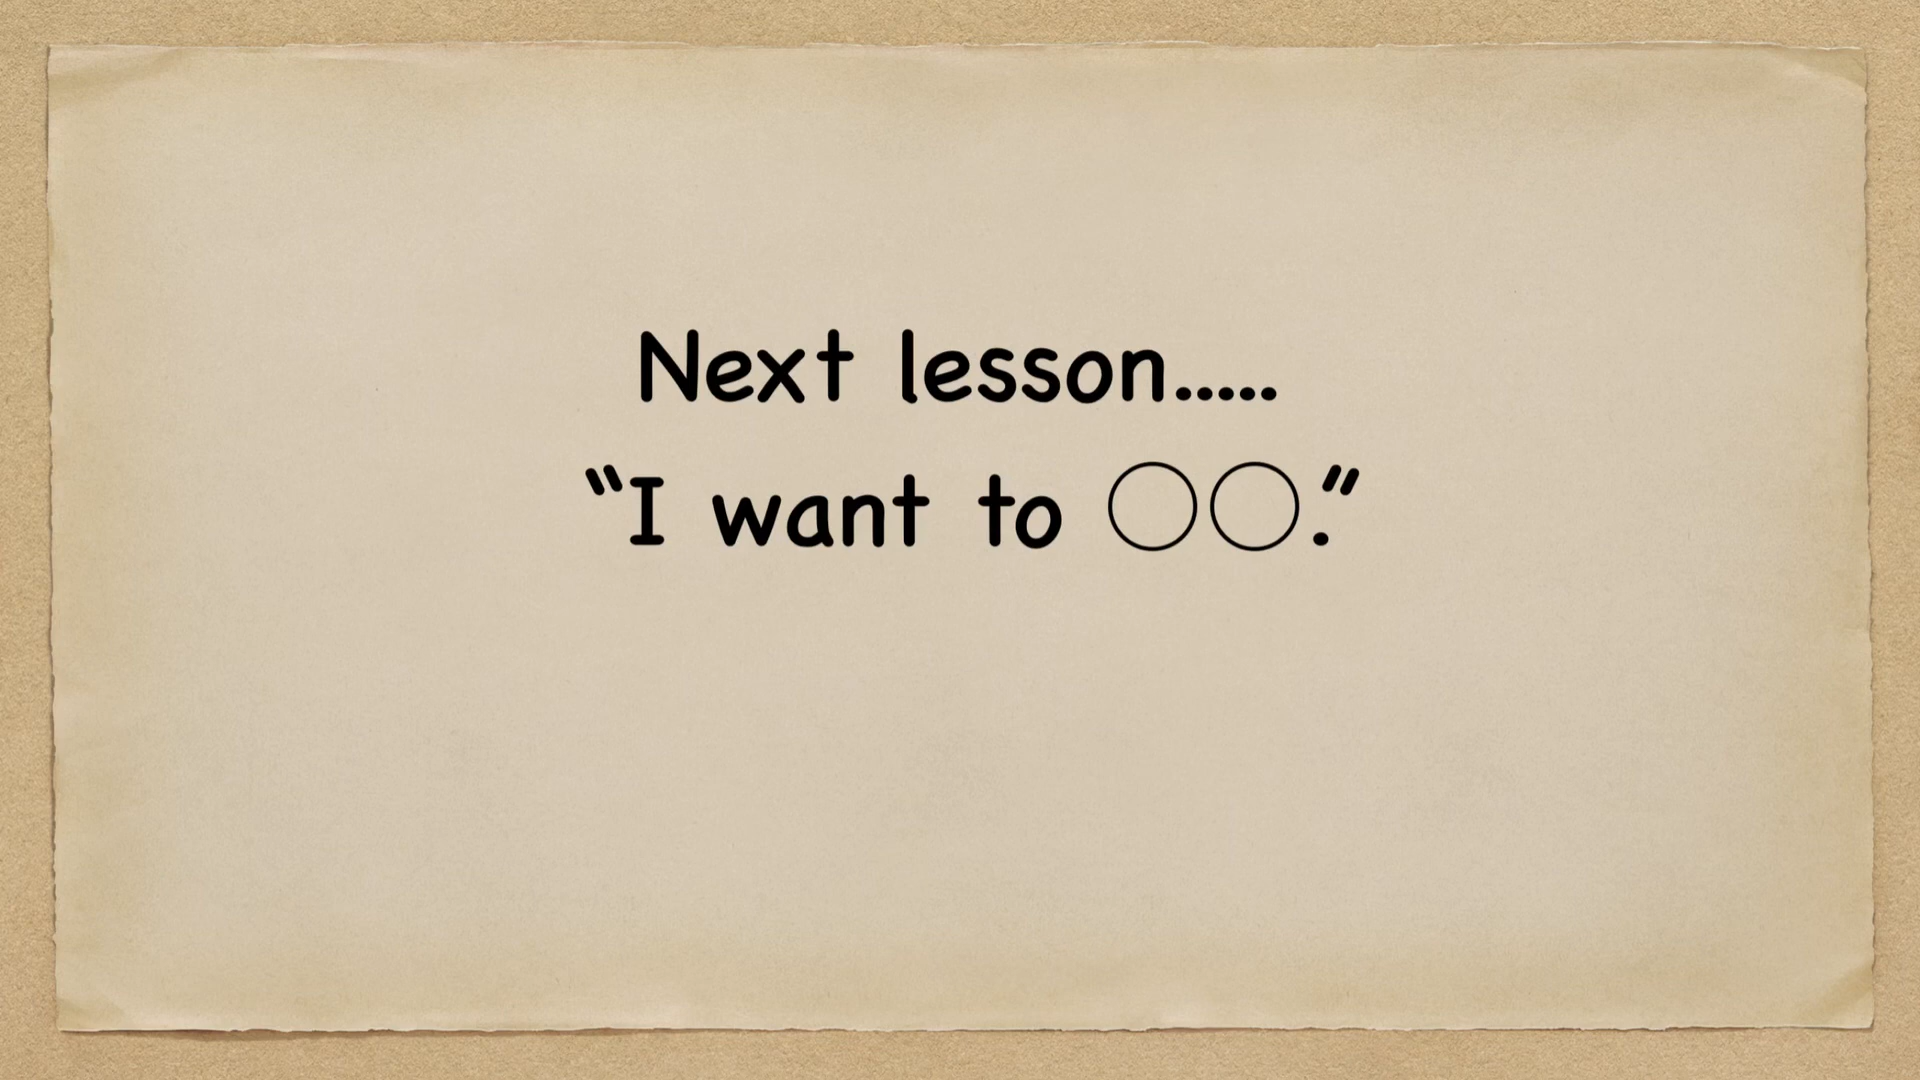 Next lesson.....
“I want to ○○.”